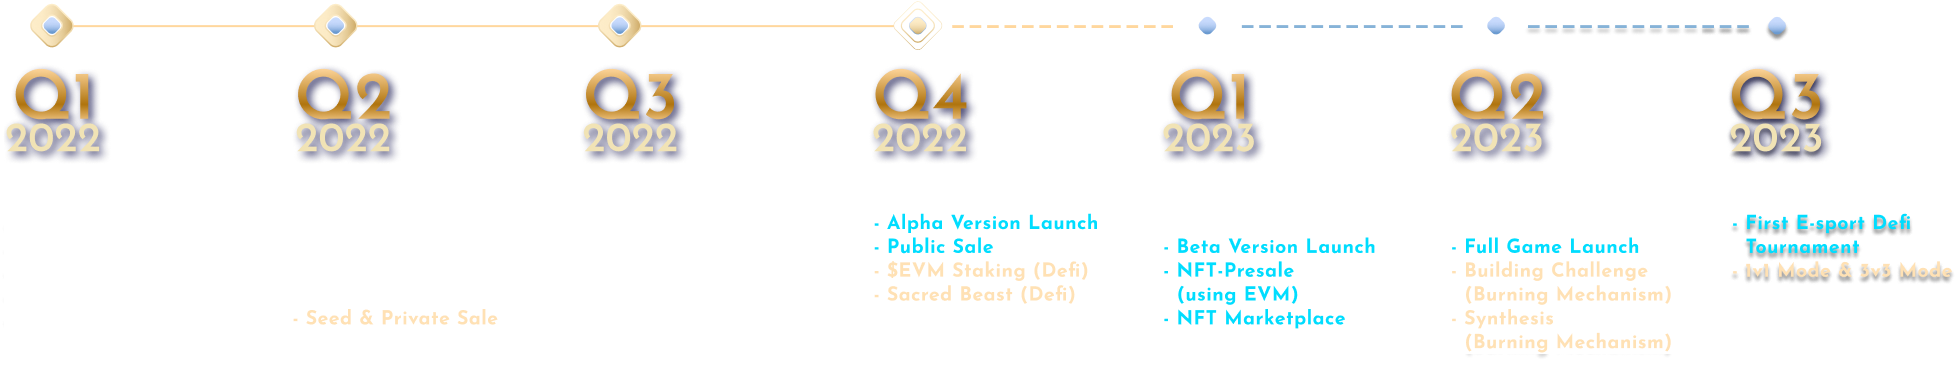 Q1
2022
Q2
2022
- Seed & Private Sale
Q3
2022
Q4
2022
- Alpha Version Launch
- Public Sale
- $EVM Staking (Defi)
- Sacred Beast (Defi)
Q1
2023
- Beta Version Launch
- NFT-Presale
(using EVM)
- NFT Marketplace
Q2
2023
- Full Game Launch
- Building Challenge
(Burning Mechanism)
- Synthesis
(Burning Mechanism)
Q3
2023
- First E-sport Defi
Tournament
- 1v1 Mode & 5v5 Mode